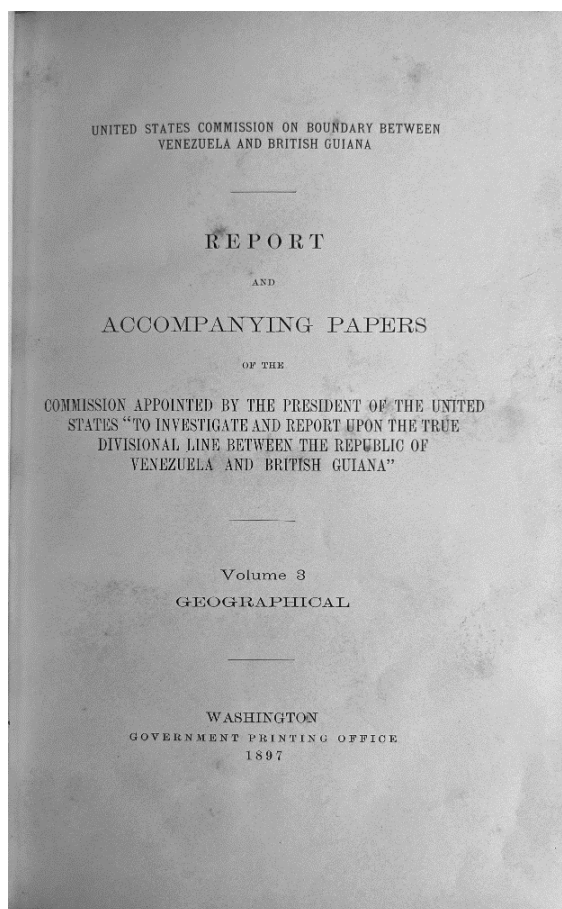 UNITED STATES COMMISSION ON BOUNDARY BETWEEN
VENEZUELA AND BRITISH GUIANA
REPORT
AND
ACCOMPANYING PAPERS
OF THE
COMMISSION APPOINTED BY THE PRESIDENT OF THE UNITED
STATES "TO INVESTIGATE AND REPORT UPON THE TRUE
DIVISIONAL LINE BETWEEN THE REPUBLIC OF
VENEZUELA AND BRITISH GUIANA"
Volume 3
GEOGRAPHICAL
WASHINGTON
GOVERNMENT PRINTING OFFICE
1897